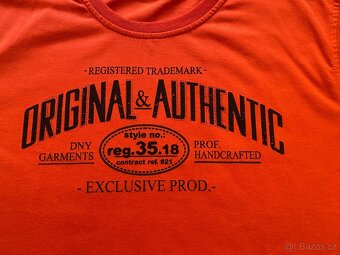 - REGISTERED TRADEMARK -
ORIGINAL & AUTHENTIC
DNY GARMENTS
style no.:
reg.35.18
contract ref. #21
PROF. HANDCRAFTED
- EXCLUSIVE PROD.-
Bazos.cz